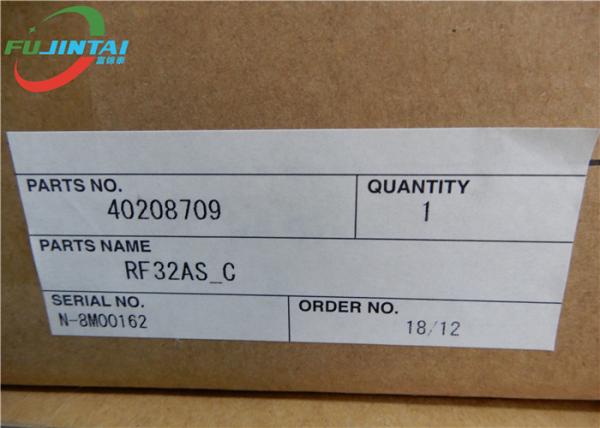 FUJINTAI
富锦泰
PARTS NO.
40208709
QUANTITY
1
PARTS NAME
RF32AS_C
SERIAL NO.
N-8M00162
ORDER NO.
18/12